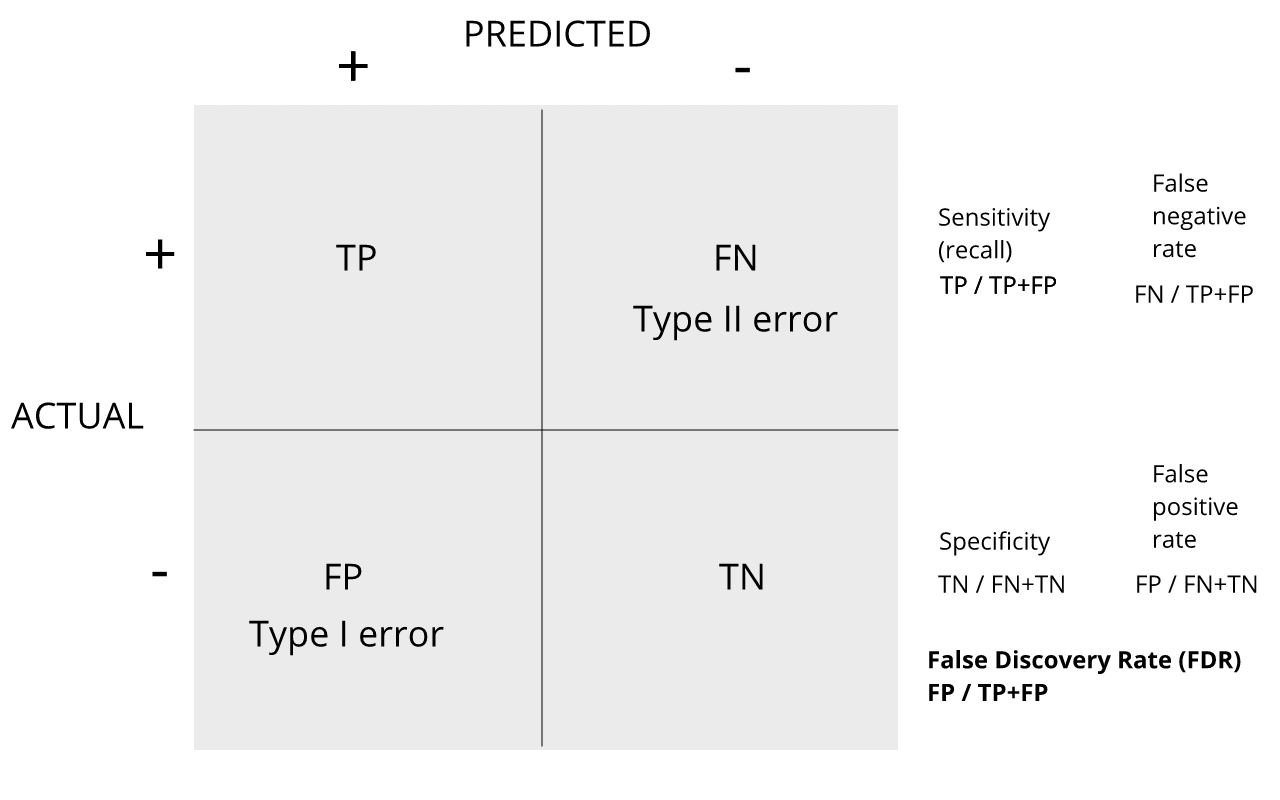 PREDICTED
+ -
+
TP
FN
Type II error
Sensitivity
(recall)
TP / TP+FP
False
negative
rate
FN / TP+FP
ACTUAL
-
FP
Type I error
TN
Specificity
TN / FN+TN
False
positive
rate
FP / FN+TN
False Discovery Rate (FDR)
FP / TP+FP